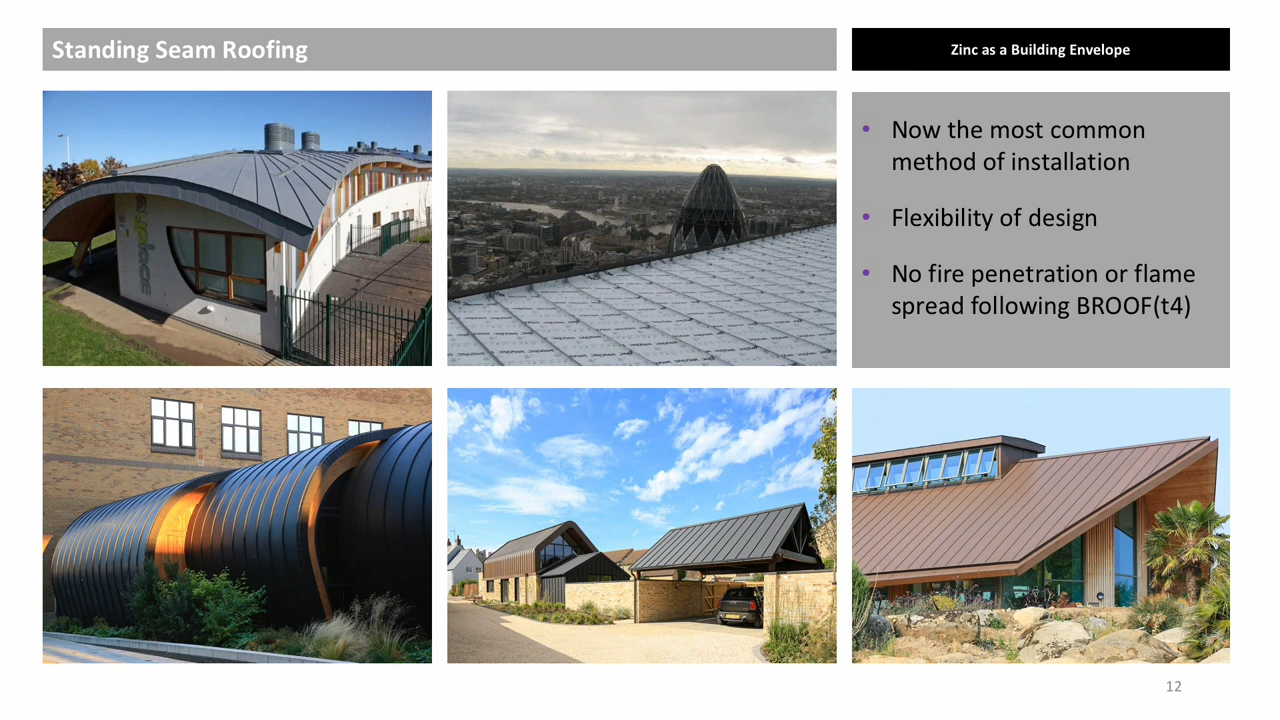 Standing Seam Roofing
Zinc as a Building Envelope
• Now the most common
method of installation
• Flexibility of design
• No fire penetration or flame
spread following BROOF(t4)
12